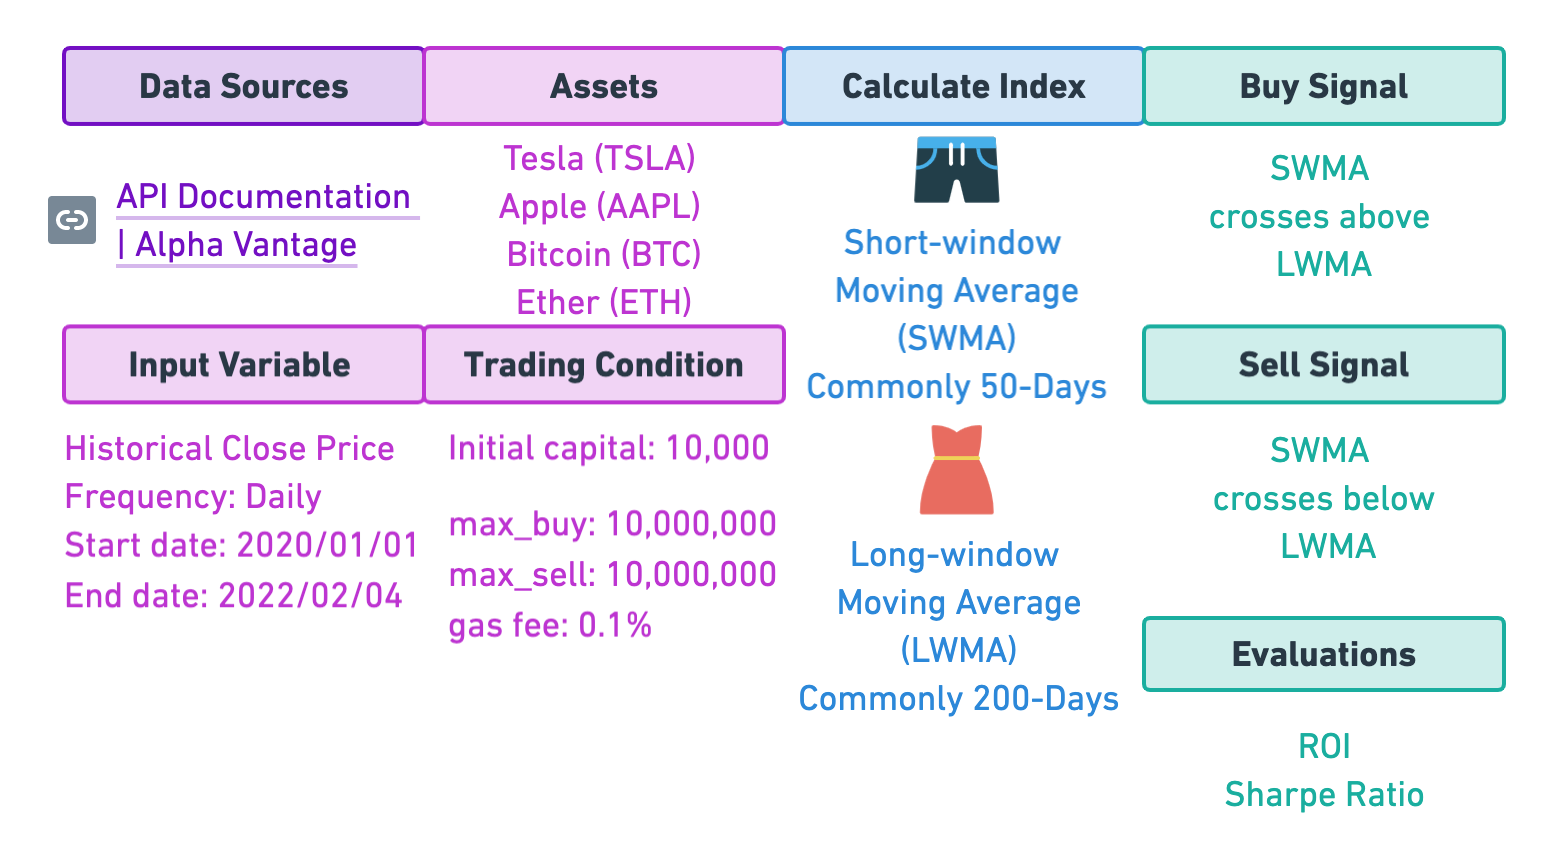 Data Sources
API Documentation
| Alpha Vantage
Assets
Tesla (TSLA)
Apple (AAPL)
Bitcoin (BTC)
Ether (ETH)
Calculate Index
Short-window
Moving Average
(SWMA)
Commonly 50-Days
Long-window
Moving Average
(LWMA)
Commonly 200-Days
Buy Signal
SWMA
crosses above
LWMA
Input Variable
Historical Close Price
Frequency: Daily
Start date: 2020/01/01
End date: 2022/02/04
Trading Condition
Initial capital: 10,000
max_buy: 10,000,000
max_sell: 10,000,000
gas fee: 0.1%
Sell Signal
SWMA
crosses below
LWMA
Evaluations
ROI
Sharpe Ratio